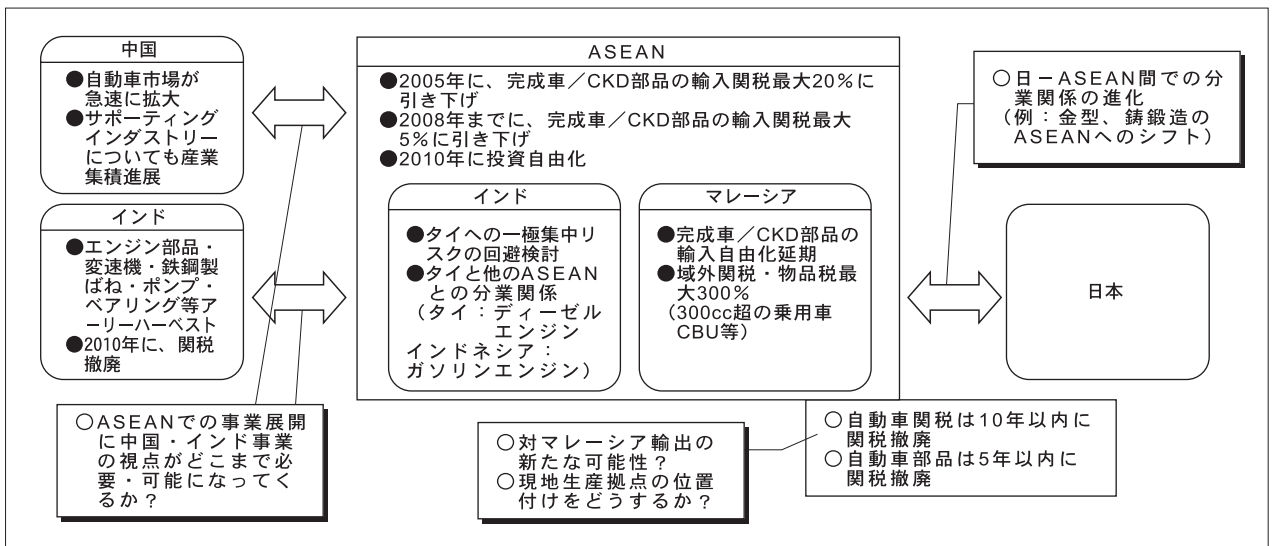 中国
●自動車市場が
急速に拡大
●サポーティング
インダストリー
についても産業
集積進展
インド
●エンジン部品・
変速機・鉄鋼製
ばね・ポンプ・
ベアリング等ア
ーリーハーベスト
●2010年に、関税
撤廃
ASEAN
●2005年に、完成車／CKD部品の輸入関税最大20％に
引き下げ
●2008年までに、完成車／CKD部品の輸入関税最大
5％に引き下げ
●2010年に投資自由化
インド
●タイへの一極集中リ
スクの回避検討
●タイと他のASEAN
との分業関係
（タイ：ディーゼル
エンジン
インドネシア：
ガソリンエンジン）
マレーシア
●完成車／CKD部品の
輸入自由化延期
●域外関税・物品税最
大300％
（300cc超の乗用車
CBU等）
○日－ASEAN間での分
業関係の進化
（例：金型、鋳鍛造の
ASEANへのシフト）
日本
○ASEANでの事業展開
に中国・インド事業
の視点がどこまで必
要・可能になってく
るか？
○対マレーシア輸出の
新たな可能性？
○現地生産拠点の位置
付けをどうするか？
○自動車関税は10年以内に
関税撤廃
○自動車部品は5年以内に
関税撤廃